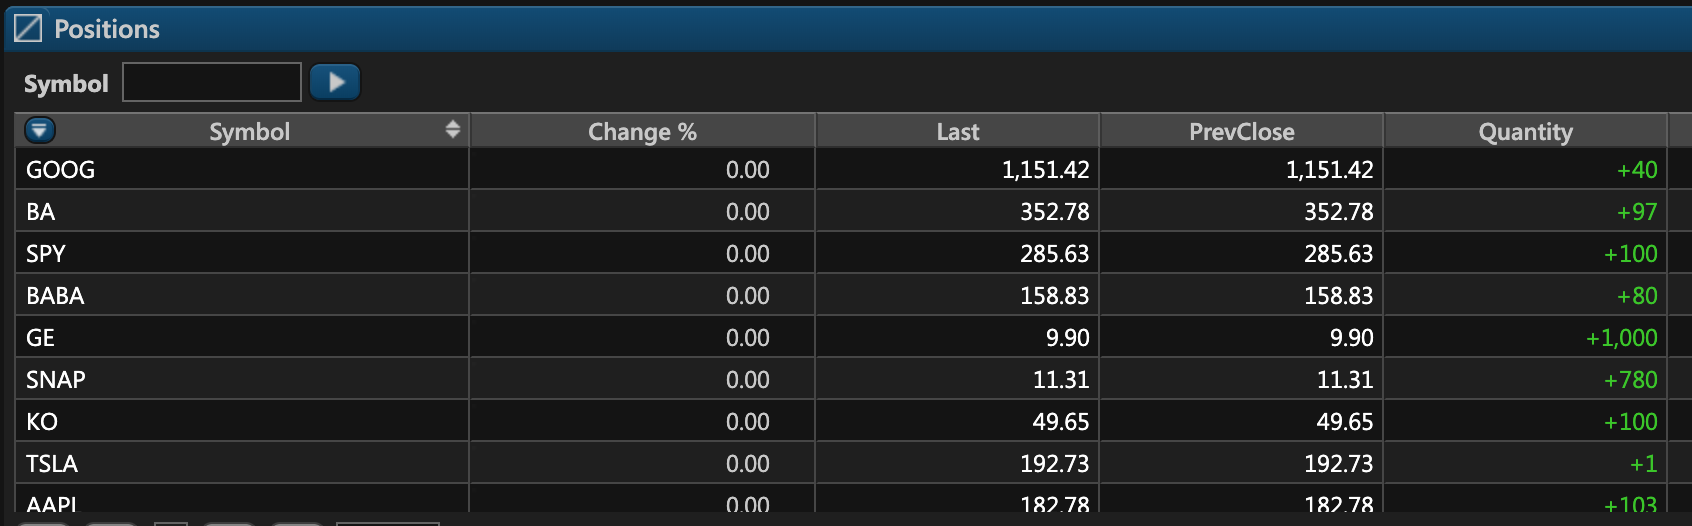 Positions
Symbol
Symbol Change % Last PrevClose Quantity
GOOG 0.00 1,151.42 1,151.42 +40
BA 0.00 352.78 352.78 +97
SPY 0.00 285.63 285.63 +100
BABA 0.00 158.83 158.83 +80
GE 0.00 9.90 9.90 +1,000
SNAP 0.00 11.31 11.31 +780
KO 0.00 49.65 49.65 +100
TSLA 0.00 192.73 192.73 +1
AAPL 0.00 182.78 182.78 +103